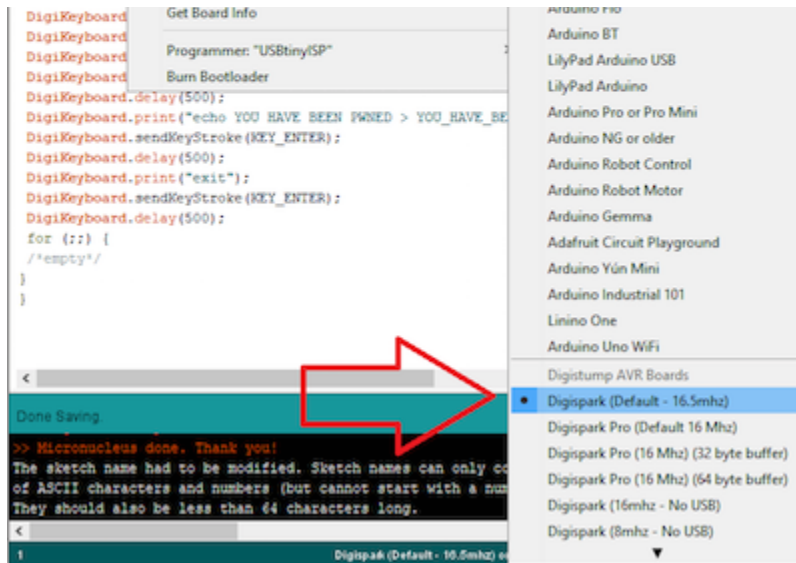 DigiKeyboard
DigiKeyboard
DigiKeyboard
DigiKeyboard
DigiKeyboard.delay(500);
DigiKeyboard.print("echo YOU HAVE BEEN PWNED > YOU_HAVE_BE
DigiKeyboard.sendKeyStroke(KEY_ENTER);
DigiKeyboard.delay(500);
DigiKeyboard.print("exit");
DigiKeyboard.sendKeyStroke(KEY_ENTER);
DigiKeyboard.delay(500);
for (;;) {
/*empty*/
}
}
Get Board Info
Programmer: "USBtinyISP"
Burn Bootloader
Arduino Fio
Arduino BT
LilyPad Arduino USB
LilyPad Arduino
Arduino Pro or Pro Mini
Arduino NG or older
Arduino Robot Control
Arduino Robot Motor
Arduino Gemma
Adafruit Circuit Playground
Arduino Yún Mini
Arduino Industrial 101
Linino One
Arduino Uno WiFi
Digistump AVR Boards
Digispark (Default - 16.5mhz)
Digispark Pro (Default 16 Mhz)
Digispark Pro (16 Mhz) (32 byte buffer)
Digispark Pro (16 Mhz) (64 byte buffer)
Digispark (16mhz - No USB)
Digispark (8mhz - No USB)
Done Saving.
>> Micronucleus done. Thank you!
The sketch name had to be modified. Sketch names can only co
of ASCII characters and numbers (but cannot start with a num
They should also be less than 64 characters long.
1
Digispark (Default - 16.5mhz) o